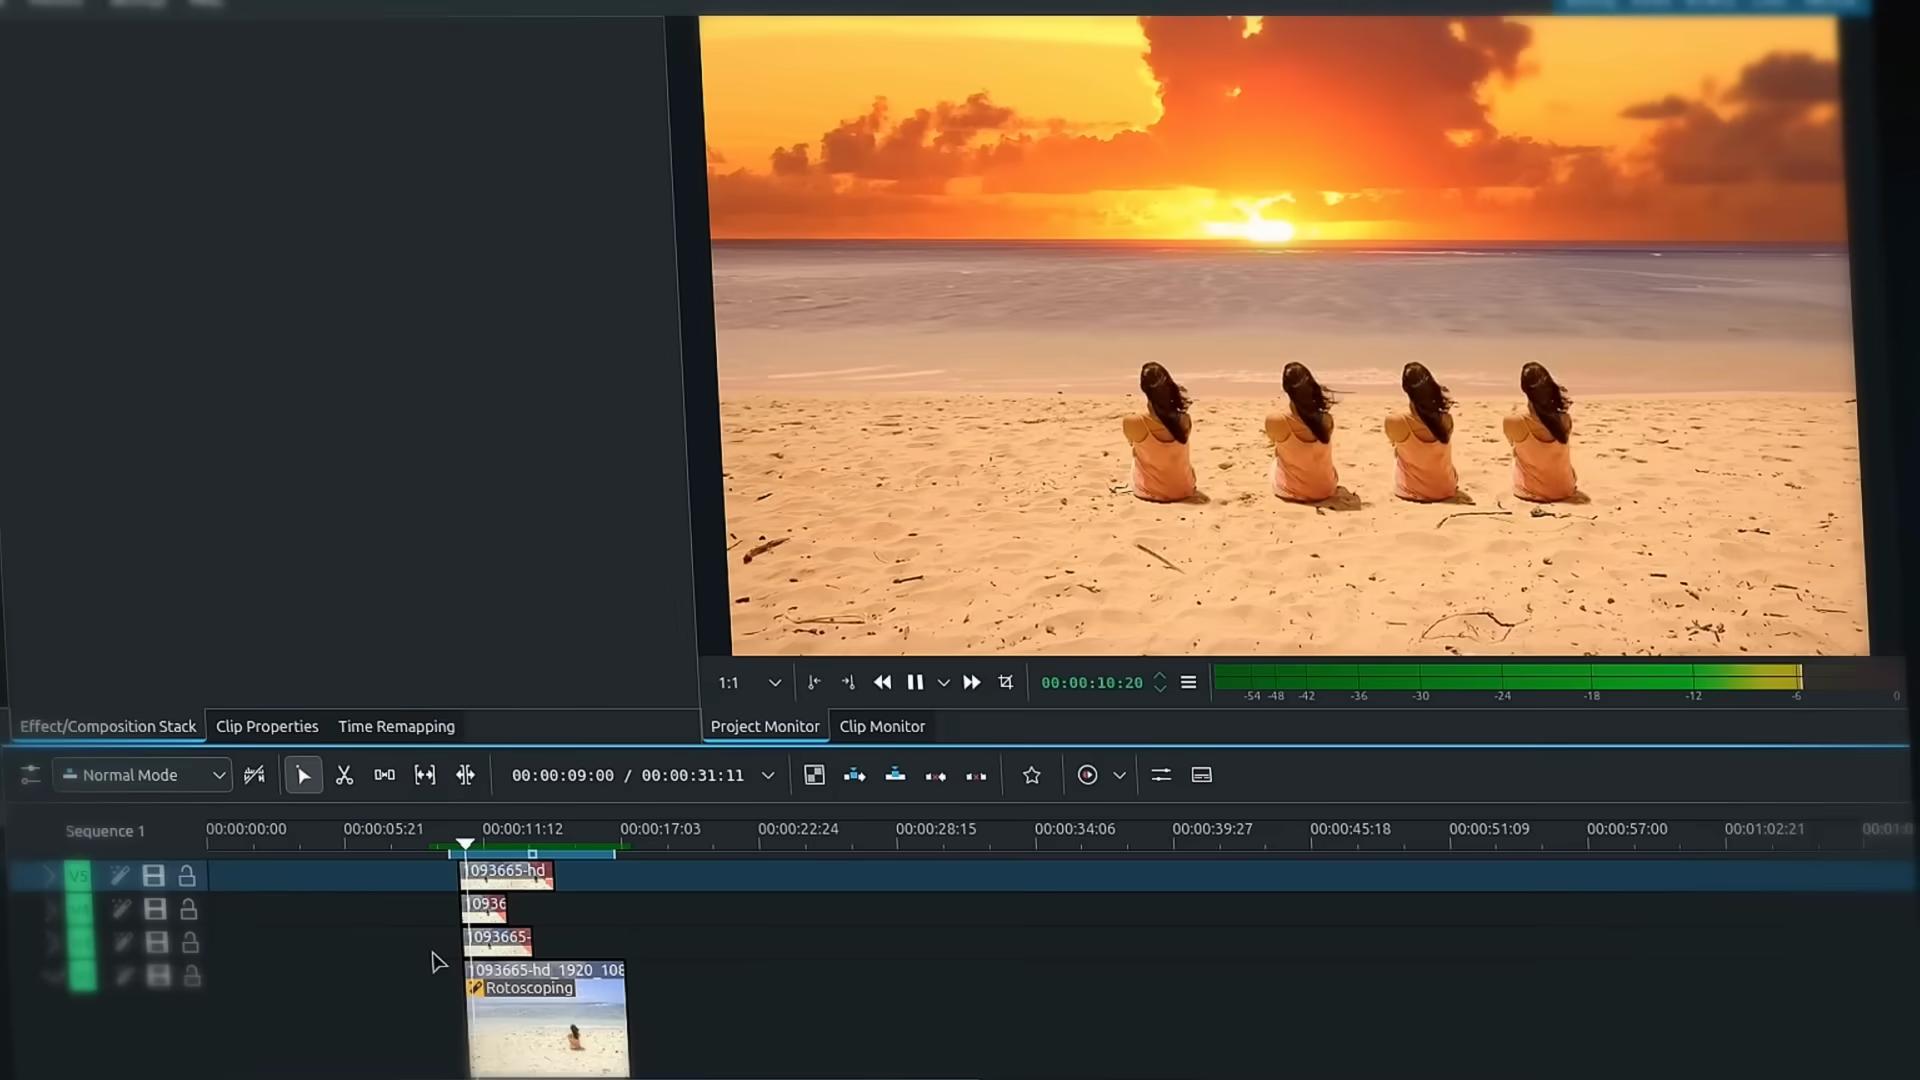 1:1
00:00:10:20
-54 -48 -42 -36 -30 -24 -18 -12 -6 0
Effect/Composition Stack Clip Properties Time Remapping
Project Monitor Clip Monitor
Normal Mode
00:00:09:00 / 00:00:31:11
Sequence 1
00:00:00:00 00:00:05:21 00:00:11:12 00:00:17:03 00:00:22:24 00:00:28:15 00:00:34:06 00:00:39:27 00:00:45:18 00:00:51:09 00:00:57:00 00:01:02:21 00:01:0
V5
1093665-hd
10936
1093665-
1093665-hd_1920_108
Rotoscoping